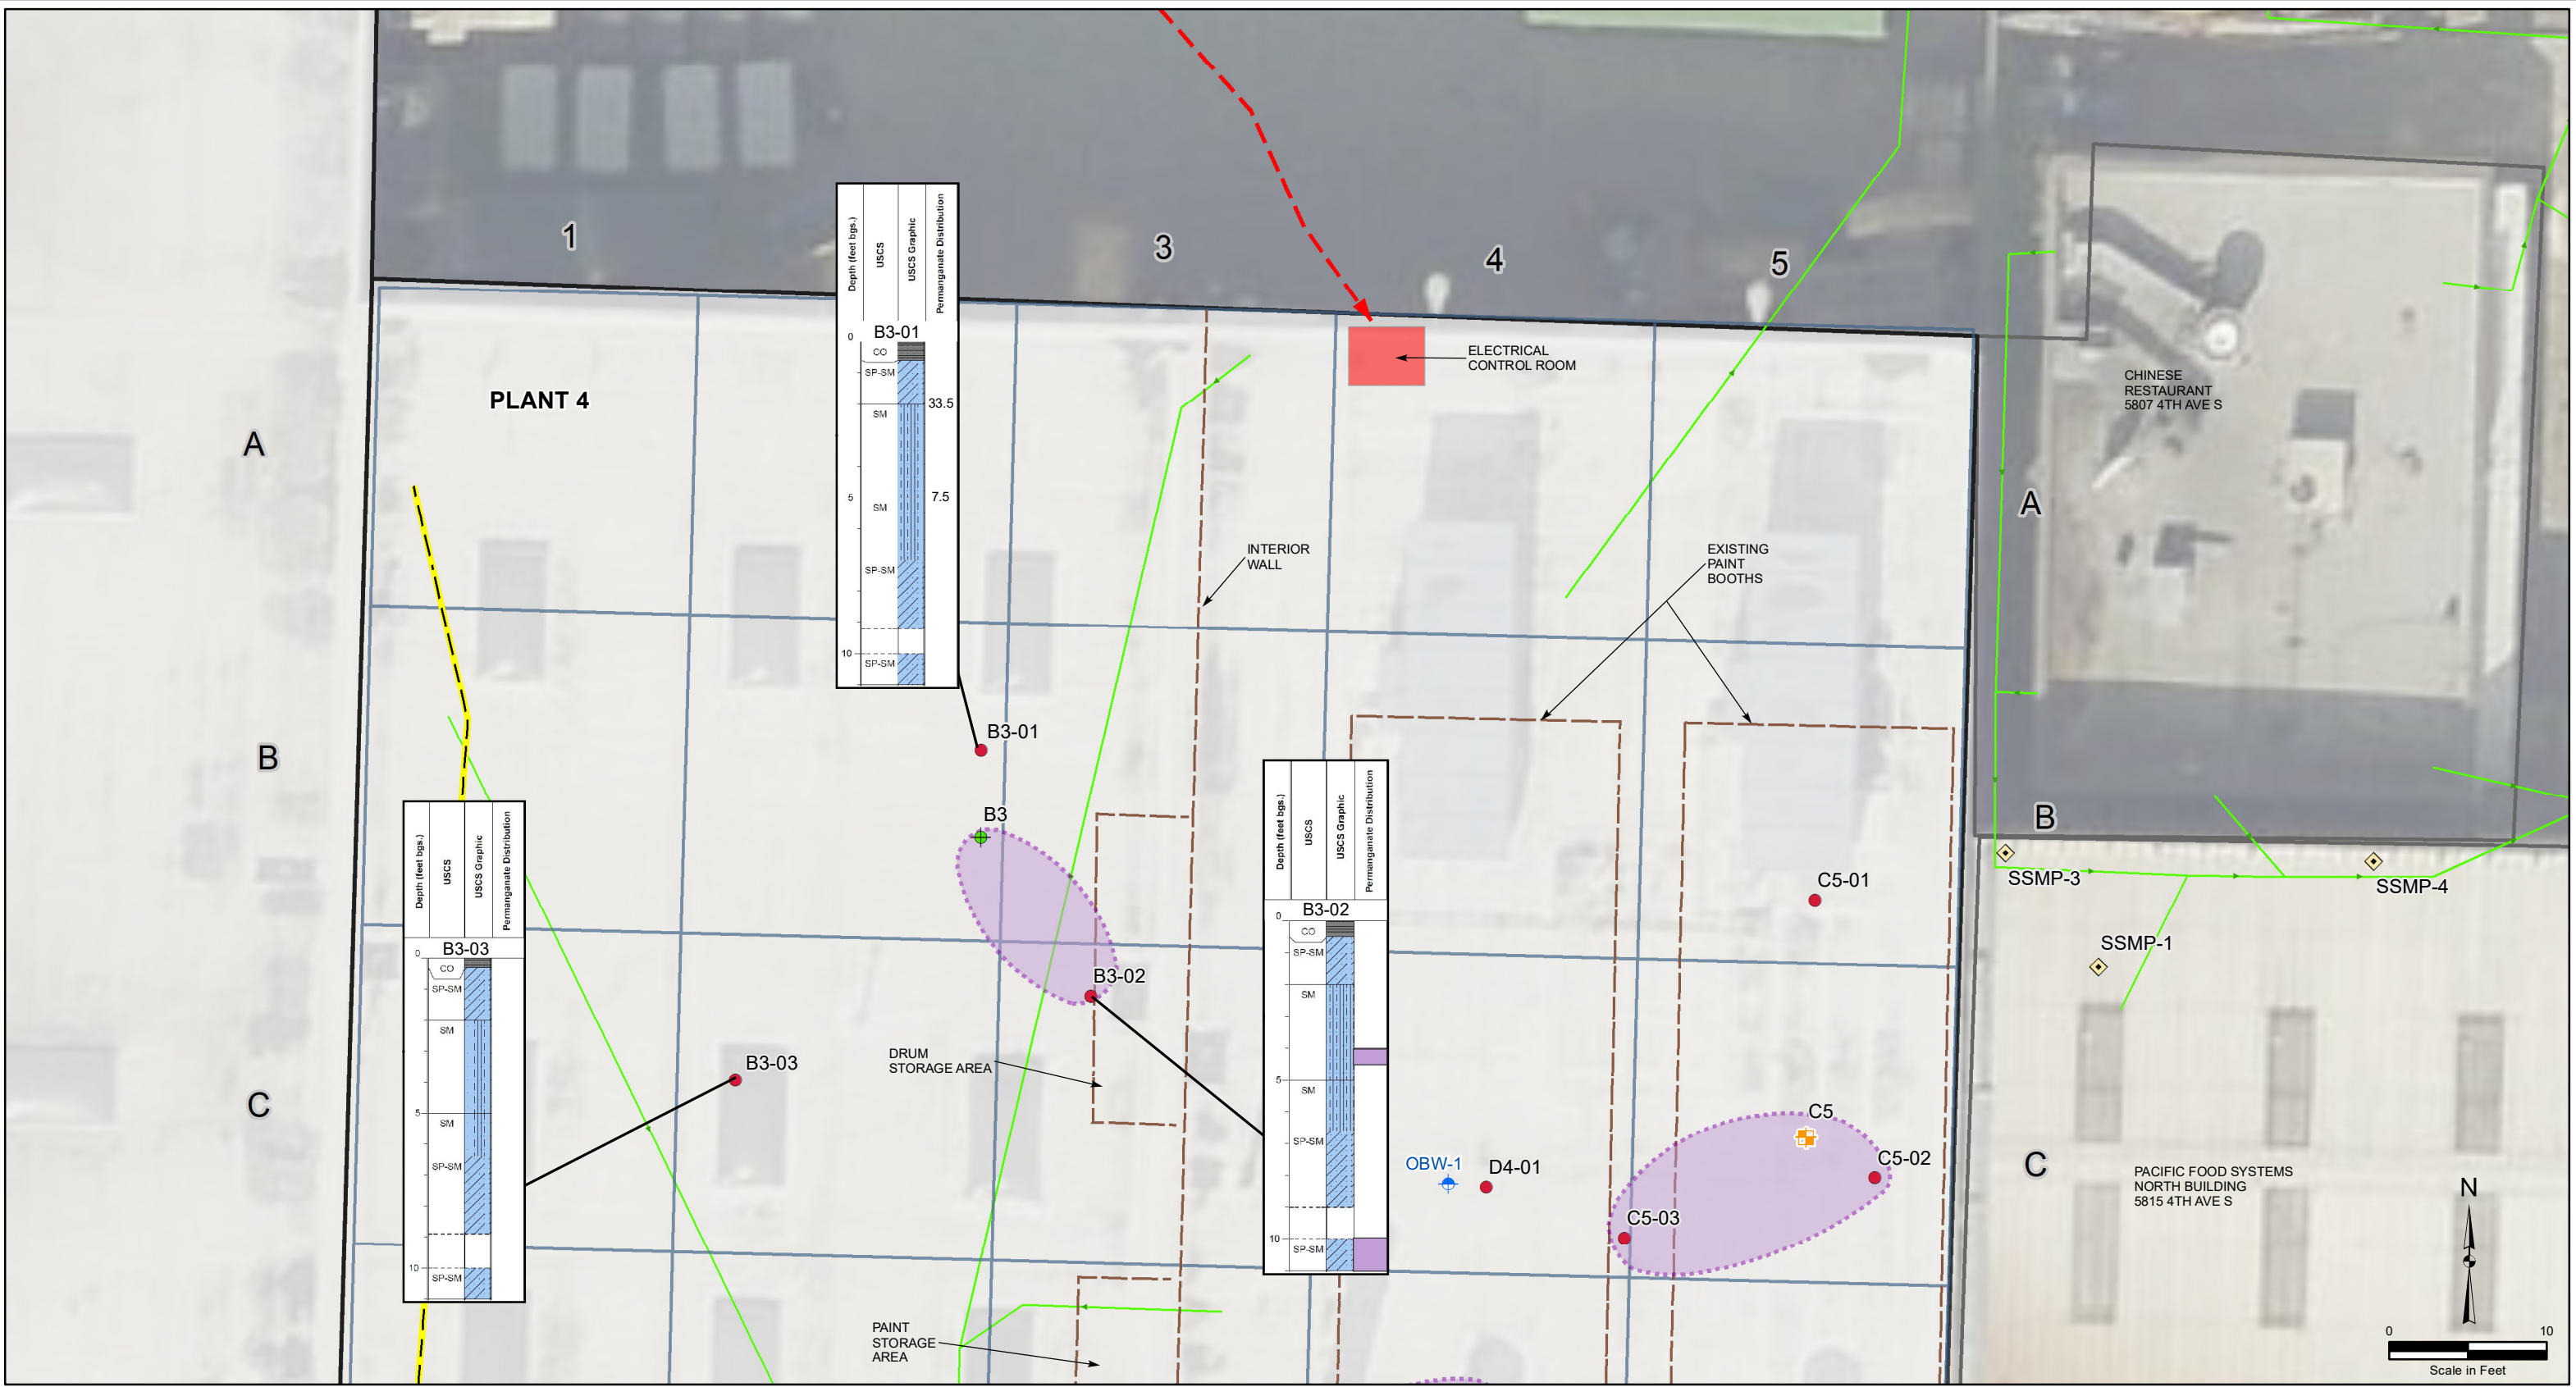 1
3
4
5
Depth (feet bgs.)
USCS
USCS Graphic
Permanganate Distribution
B3-01
0
CO
SP-SM
33.5
SM
5
7.5
SM
SP-SM
10
SP-SM
ELECTRICAL
CONTROL ROOM
PLANT 4
A
CHINESE
RESTAURANT
5807 4TH AVE S
A
INTERIOR
WALL
EXISTING
PAINT
BOOTHS
B3-01
B
B3
B
Depth (feet bgs.)
USCS
USCS Graphic
Permanganate Distribution
B3-03
0
CO
SP-SM
SM
5
SM
SP-SM
10
SP-SM
Depth (feet bgs.)
USCS
USCS Graphic
Permanganate Distribution
B3-02
0
CO
SP-SM
SM
5
SM
SP-SM
10
SP-SM
C5-01
SSMP-3
SSMP-4
SSMP-1
B3-02
B3-03
DRUM
STORAGE AREA
C
C5
OBW-1
D4-01
C5-02
C5-03
C
PACIFIC FOOD SYSTEMS
NORTH BUILDING
5815 4TH AVE S
N
PAINT
STORAGE
AREA
0
10
Scale in Feet